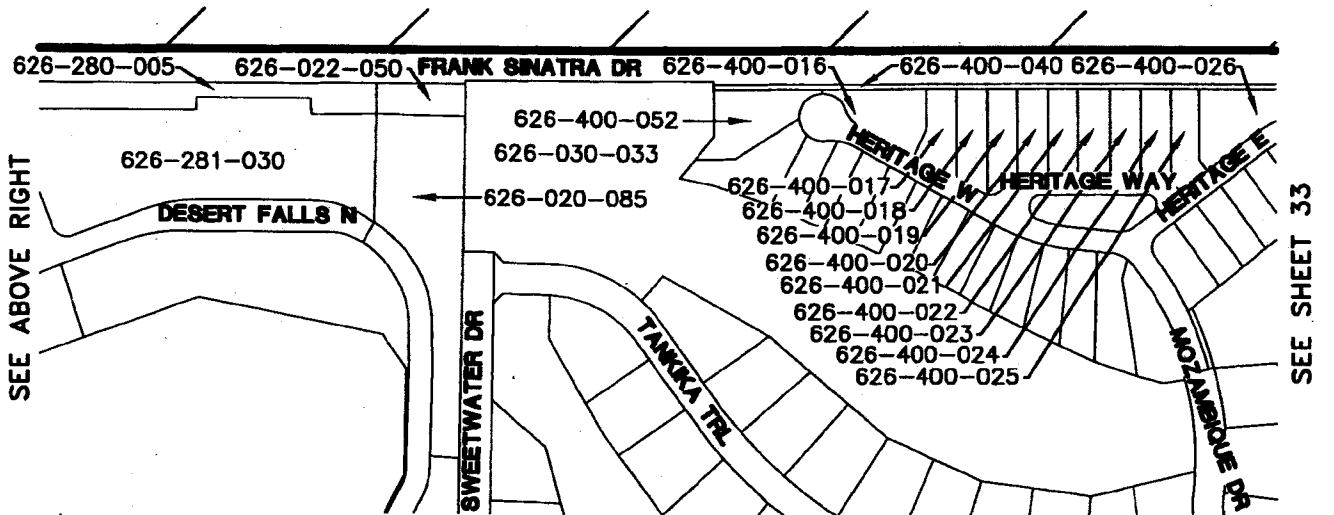 626-280-005 626-022-050 FRANK SINATRA DR 626-400-016 626-400-040 626-400-026
626-400-052
626-281-030
626-030-033
626-020-085
DESERT FALLS N
HERITAGE W
HERITAGE WAY
HERITAGE E
626-400-017
626-400-018
626-400-019
626-400-020
626-400-021
626-400-022
626-400-023
626-400-024
626-400-025
SEE ABOVE RIGHT
SWEETWATER DR
TANKIKA TRL
MOZAMBIQUE DR
SEE SHEET 33